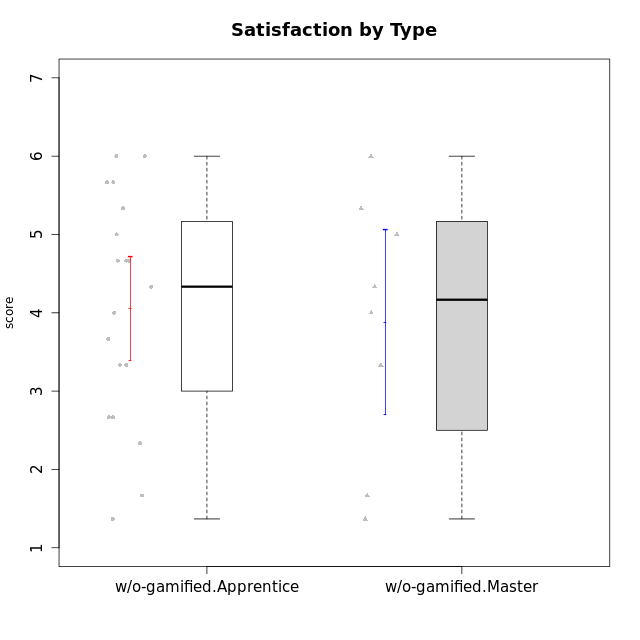 Satisfaction by Type
score
7
6
5
4
3
2
1
w/o-gamified.Apprentice
w/o-gamified.Master